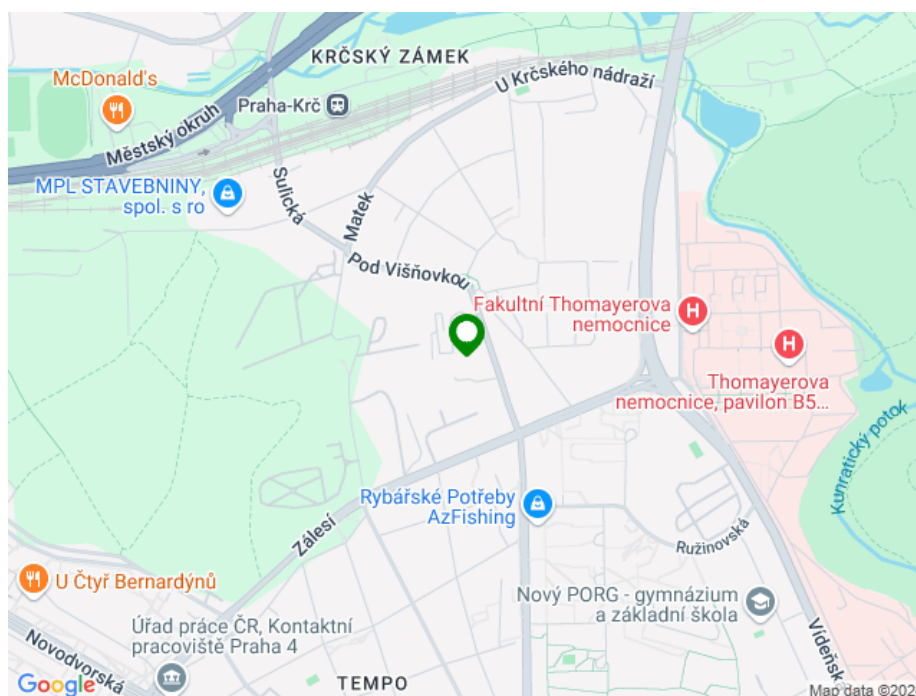 KRČSKÝ ZÁMEK
McDonald's
U Krčského nádraží
Praha-Krč
Městský okruh
MPL STAVEBNINY,
spol. s ro
Sulická
Matek
Pod Višňovkou
Fakultní Thomayerova
nemocnice
Thomayerova
nemocnice, pavilon B5...
Kunratický potok
Rybářské Potřeby
AzFishing
Zálesí
Ružinovská
U Čtyř Bernardýnů
Nový PORG - gymnázium
a základní škola
Úřad práce ČR, Kontaktní
pracoviště Praha 4
Vídeňsk
Novodvorská
TEMPO
Google
Map data ©202